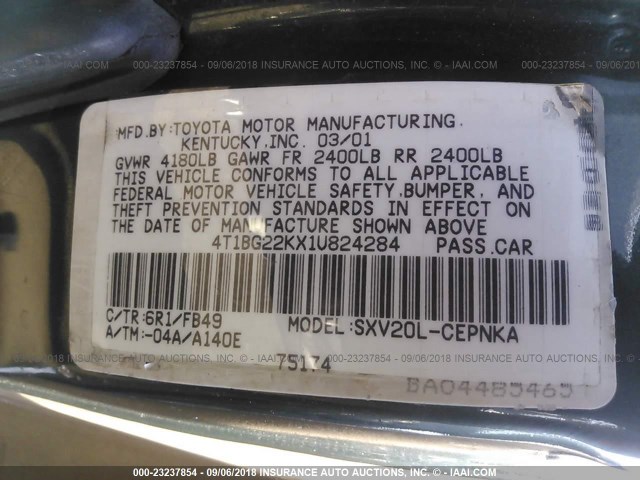 000-23237854 | 09/06/2018 INSURANCE AUTO AUCTIONS, INC. © - IAAI.COM
MFD.BY:TOYOTA MOTOR MANUFACTURING,
KENTUCKY,INC. 03/01
GVWR 4180LB GAWR FR 2400LB RR 2400LB
THIS VEHICLE CONFORMS TO ALL APPLICABLE
FEDERAL MOTOR VEHICLE SAFETY,BUMPER, AND
THEFT PREVENTION STANDARDS IN EFFECT ON
THE DATE OF MANUFACTURE SHOWN ABOVE
4T1BG22KX1U824284 PASS.CAR
C/TR:6R1/FB49 MODEL:SXV20L-CEPNKA
A/TM:-04A/A140E
75174
BA04485465
000-23237854 | 09/06/2018 INSURANCE AUTO AUCTIONS, INC. © - IAAI.COM